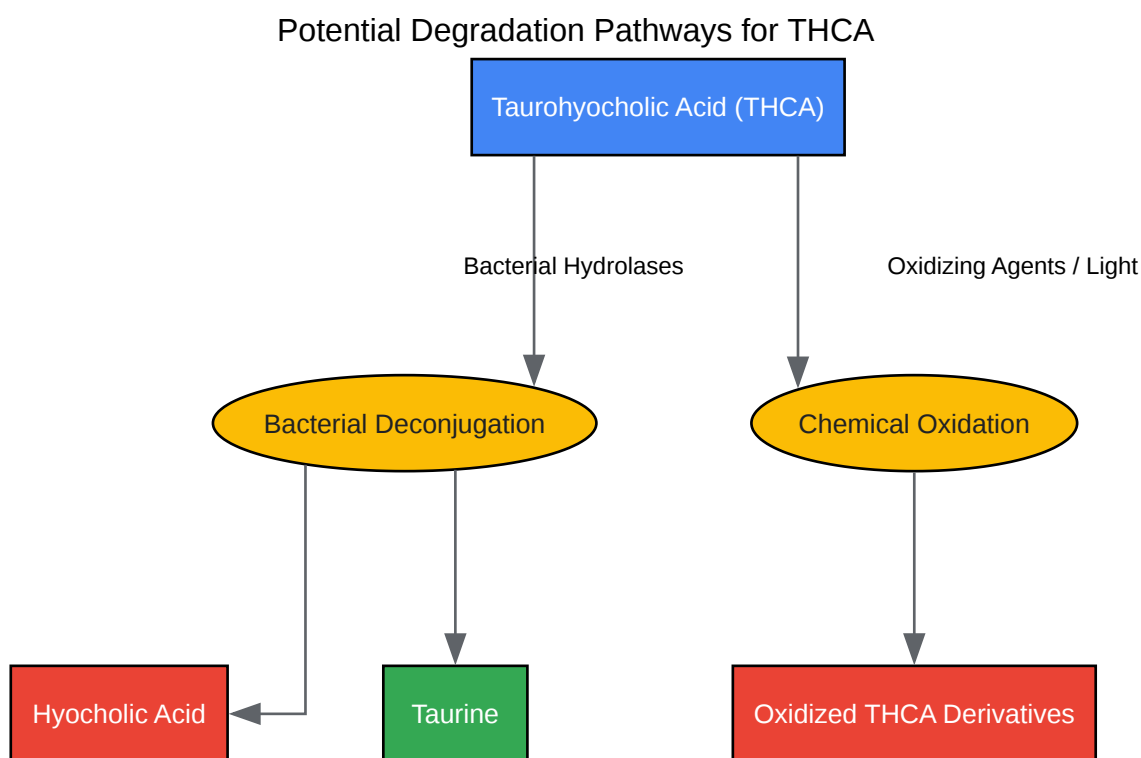 Potential Degradation Pathways for THCA
Taurohyocholic Acid (THCA)
Bacterial Hydrolases
Oxidizing Agents / Light
Bacterial Deconjugation
Chemical Oxidation
Hyocholic Acid
Taurine
Oxidized THCA Derivatives